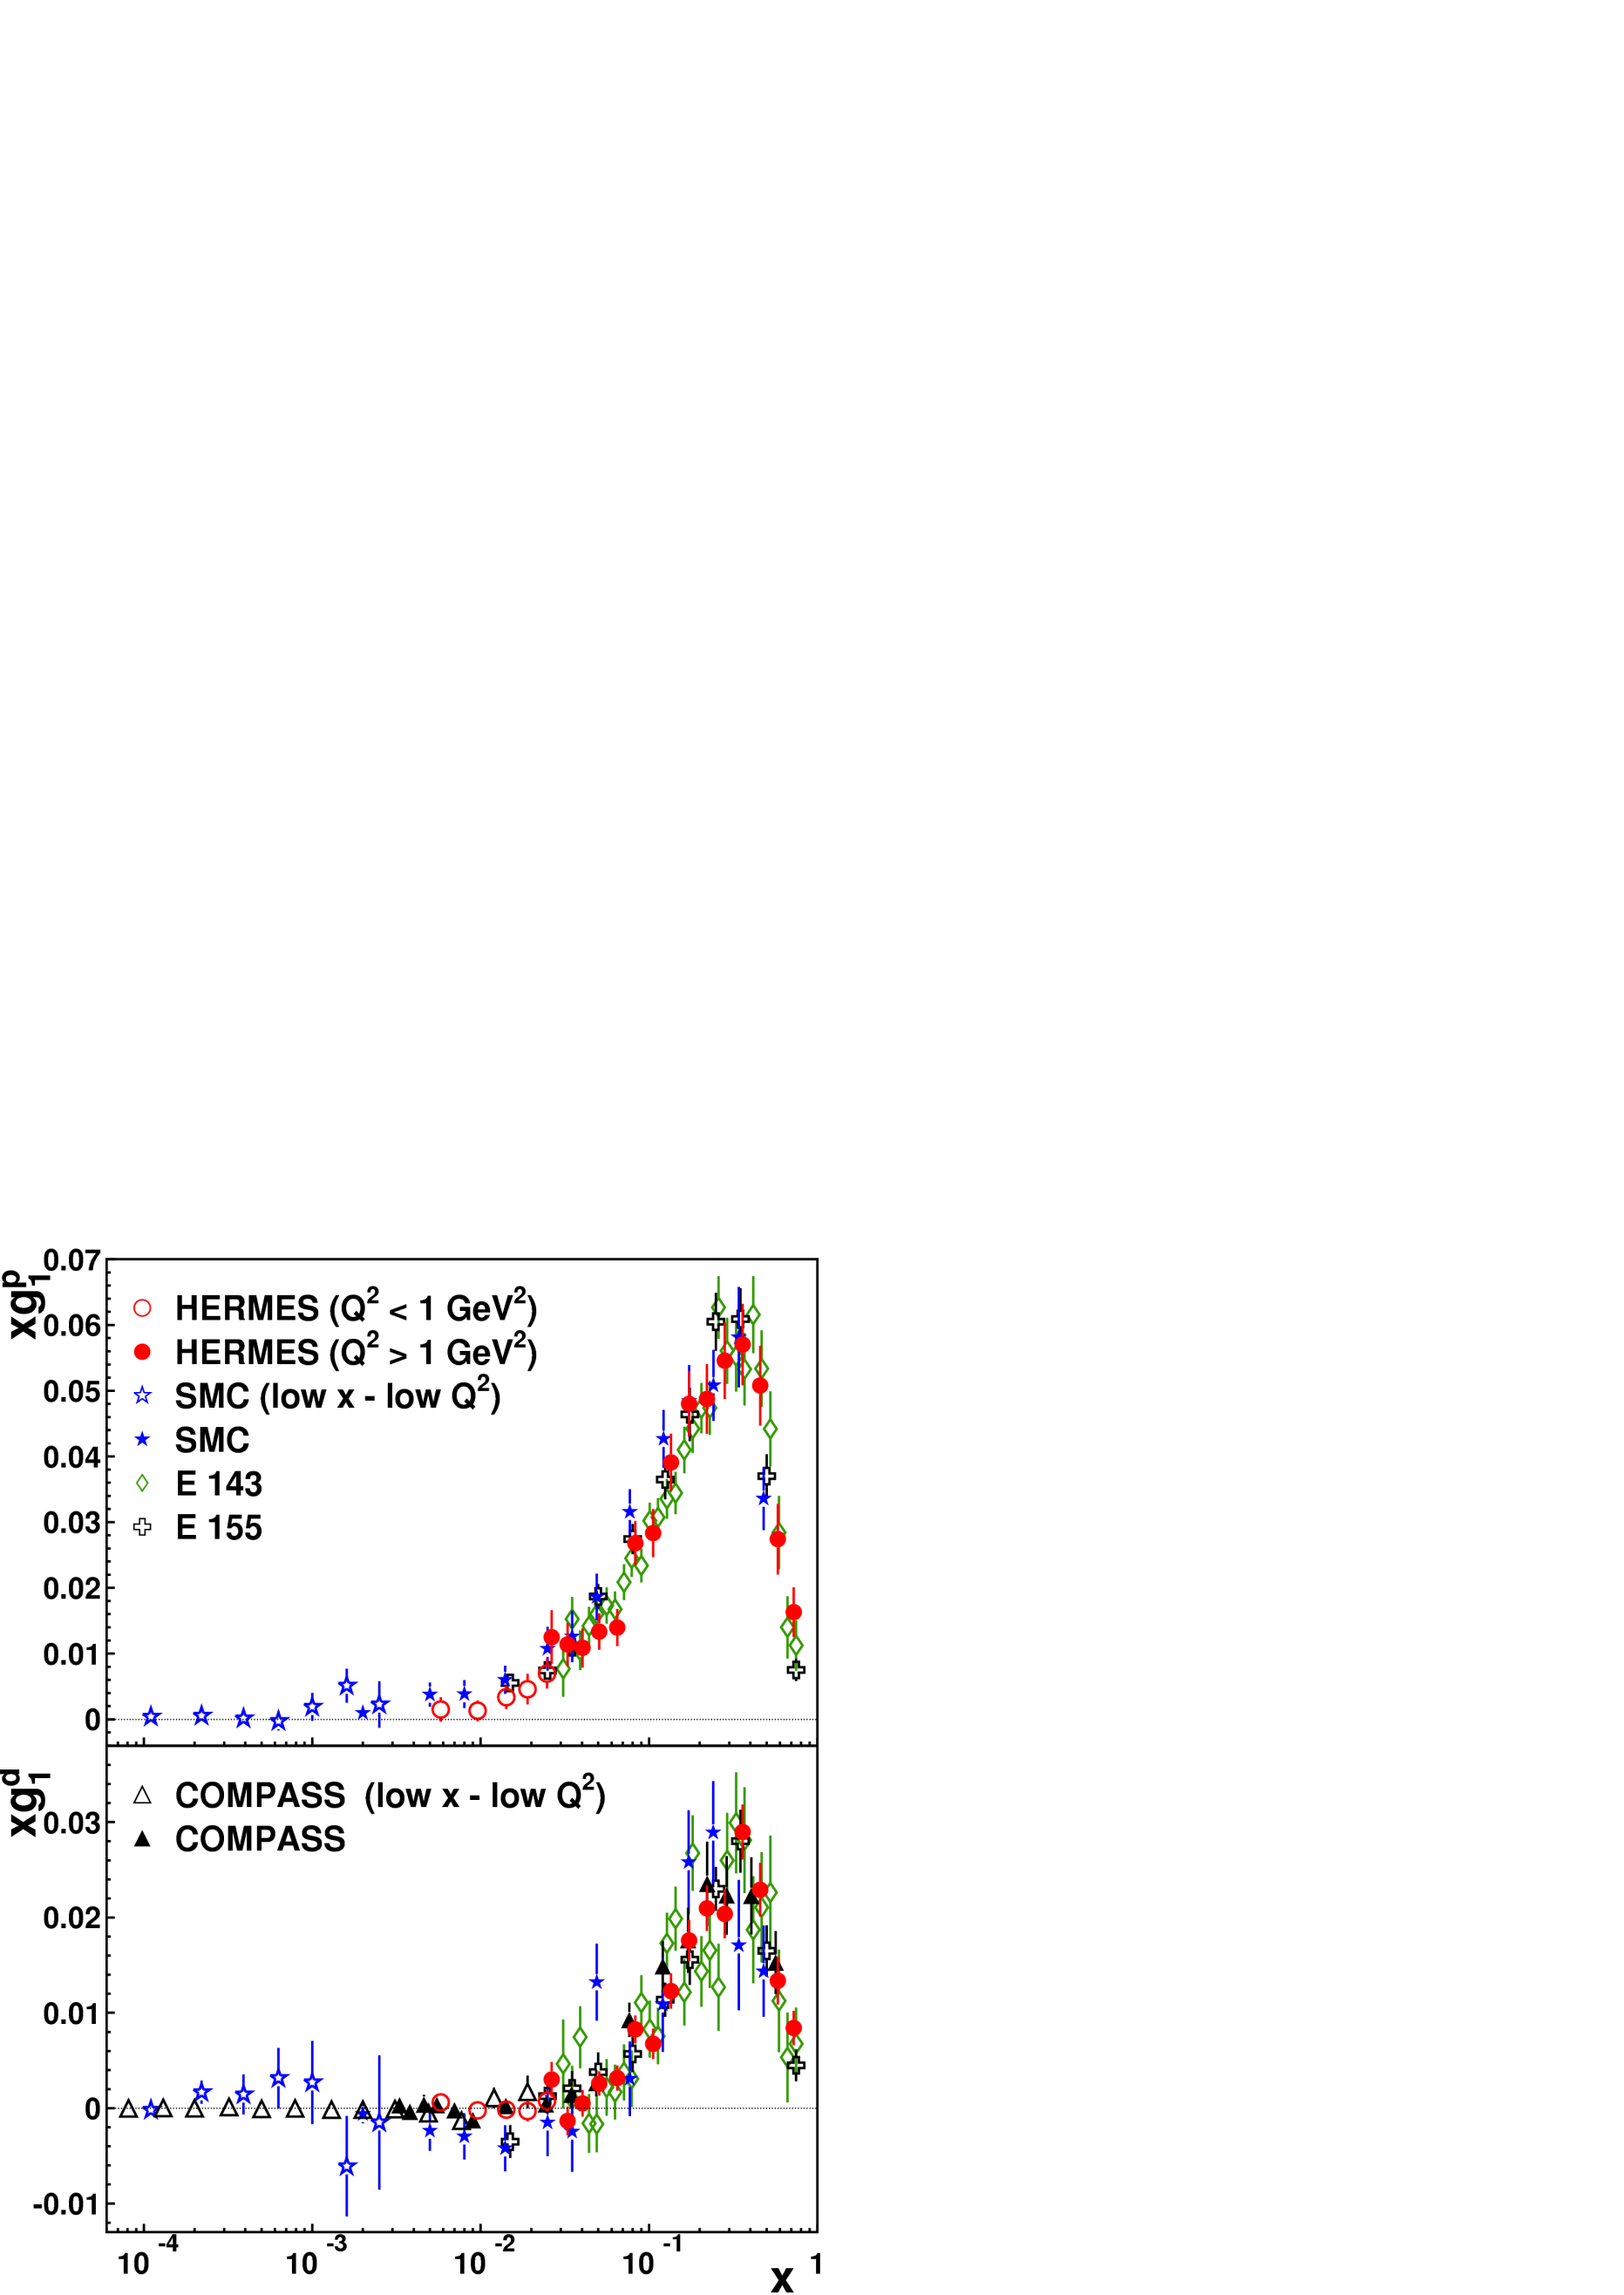 xg₁ᵖ
0.07
0.06
0.05
0.04
0.03
0.02
0.01
0
HERMES (Q² < 1 GeV²)
HERMES (Q² > 1 GeV²)
SMC (low x - low Q²)
SMC
E 143
E 155
xg₁ᵈ
0.03
0.02
0.01
0
-0.01
COMPASS (low x - low Q²)
COMPASS
10⁻⁴ 10⁻³ 10⁻² 10⁻¹ 1
x